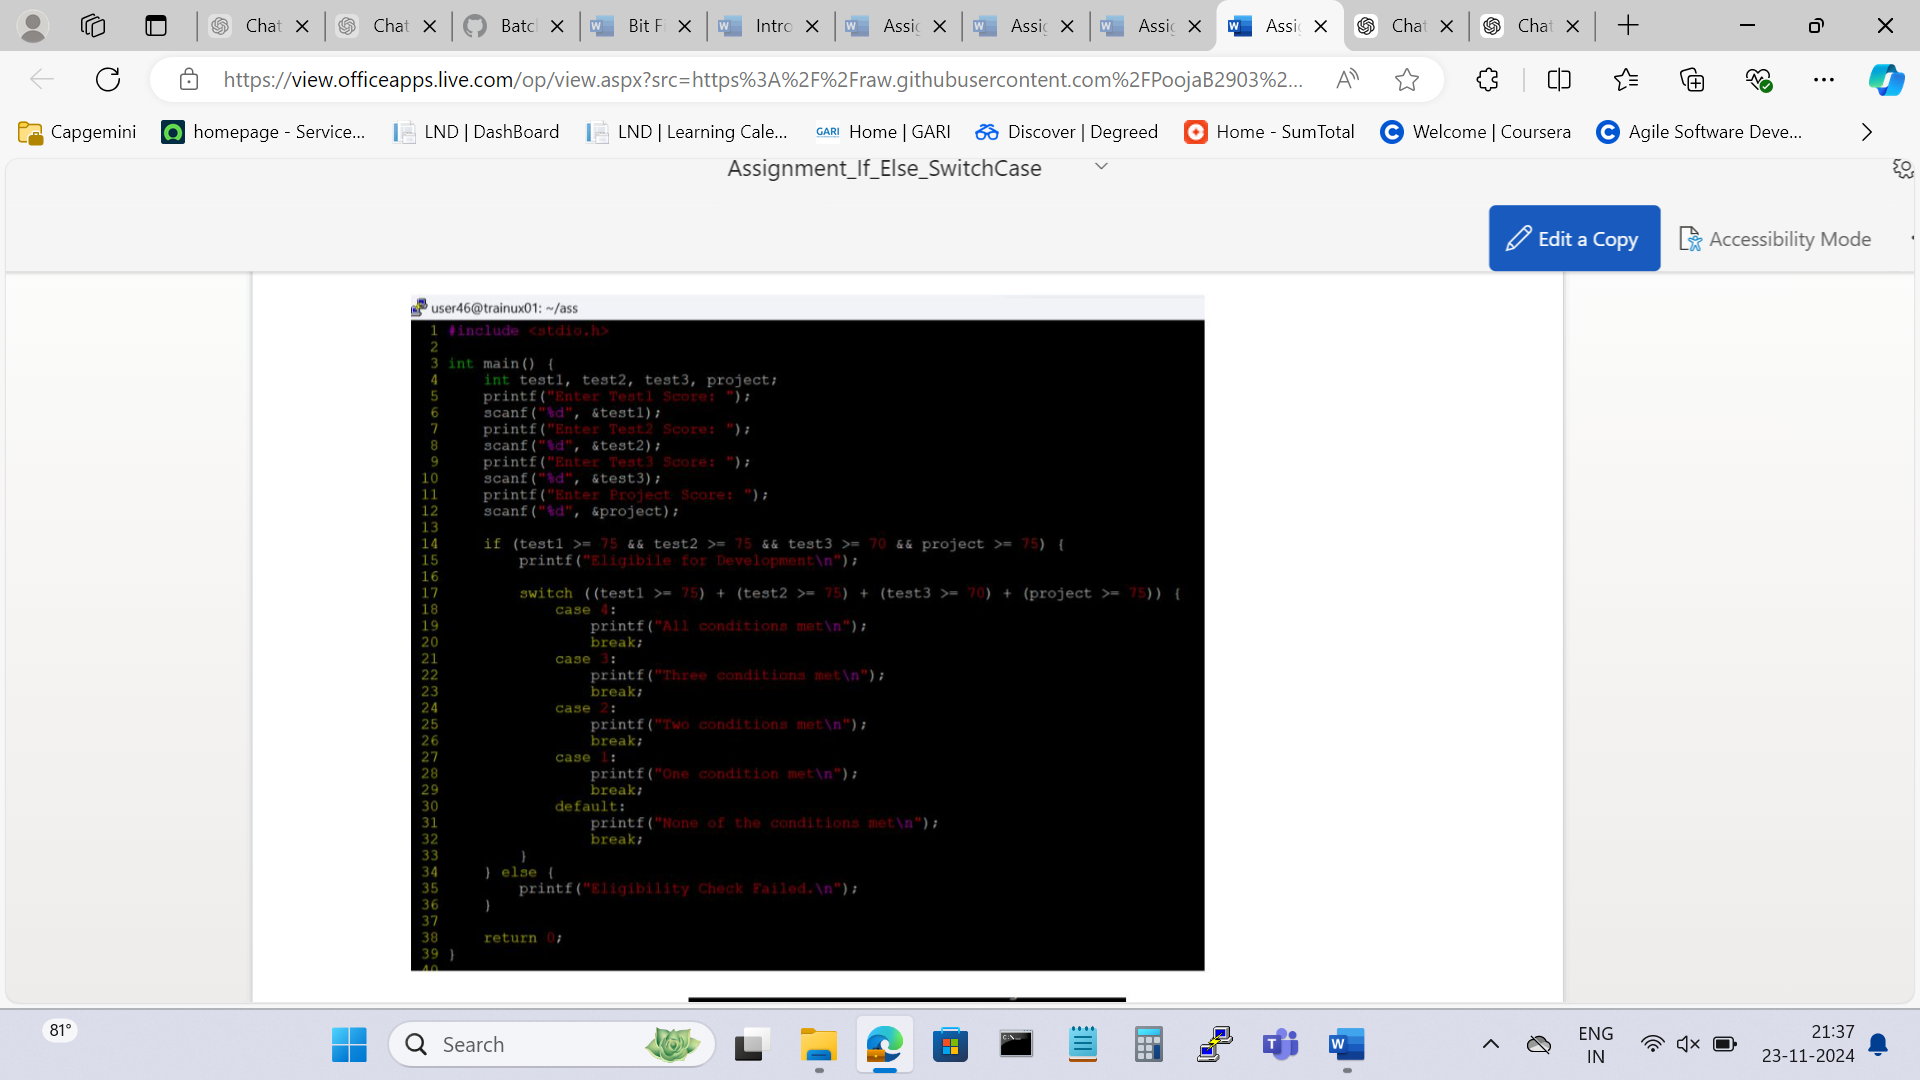 Chat
Chat
Batc
Bit F
Intro
Assig
Assig
Assig
Assi
Chat
Chat
https://view.officeapps.live.com/op/view.aspx?src=https%3A%2F%2Fraw.githubusercontent.com%2FPoojaB2903%2...
Capgemini
homepage - Service...
LND | DashBoard
LND | Learning Cale...
GARI
Home | GARI
Discover | Degreed
Home - SumTotal
Welcome | Coursera
Agile Software Deve...
Assignment_If_Else_SwitchCase
Edit a Copy
Accessibility Mode
user46@trainux01: ~/ass
1 #include <stdio.h>
2
3 int main() {
4     int test1, test2, test3, project;
5     printf("Enter Test1 Score: ");
6     scanf("%d", &test1);
7     printf("Enter Test2 Score: ");
8     scanf("%d", &test2);
9     printf("Enter Test3 Score: ");
10     scanf("%d", &test3);
11     printf("Enter Project Score: ");
12     scanf("%d", &project);
13
14     if (test1 >= 75 && test2 >= 75 && test3 >= 70 && project >= 75) {
15         printf("Eligibile for Development\n");
16
17         switch ((test1 >= 75) + (test2 >= 75) + (test3 >= 70) + (project >= 75)) {
18             case 4:
19                 printf("All conditions met\n");
20                 break;
21             case 3:
22                 printf("Three conditions met\n");
23                 break;
24             case 2:
25                 printf("Two conditions met\n");
26                 break;
27             case 1:
28                 printf("One condition met\n");
29                 break;
30             default:
31                 printf("None of the conditions met\n");
32                 break;
33         }
34     } else {
35         printf("Eligibility Check Failed.\n");
36     }
37
38     return 0;
39 }
40
81°
Search
ENG
IN
21:37
23-11-2024